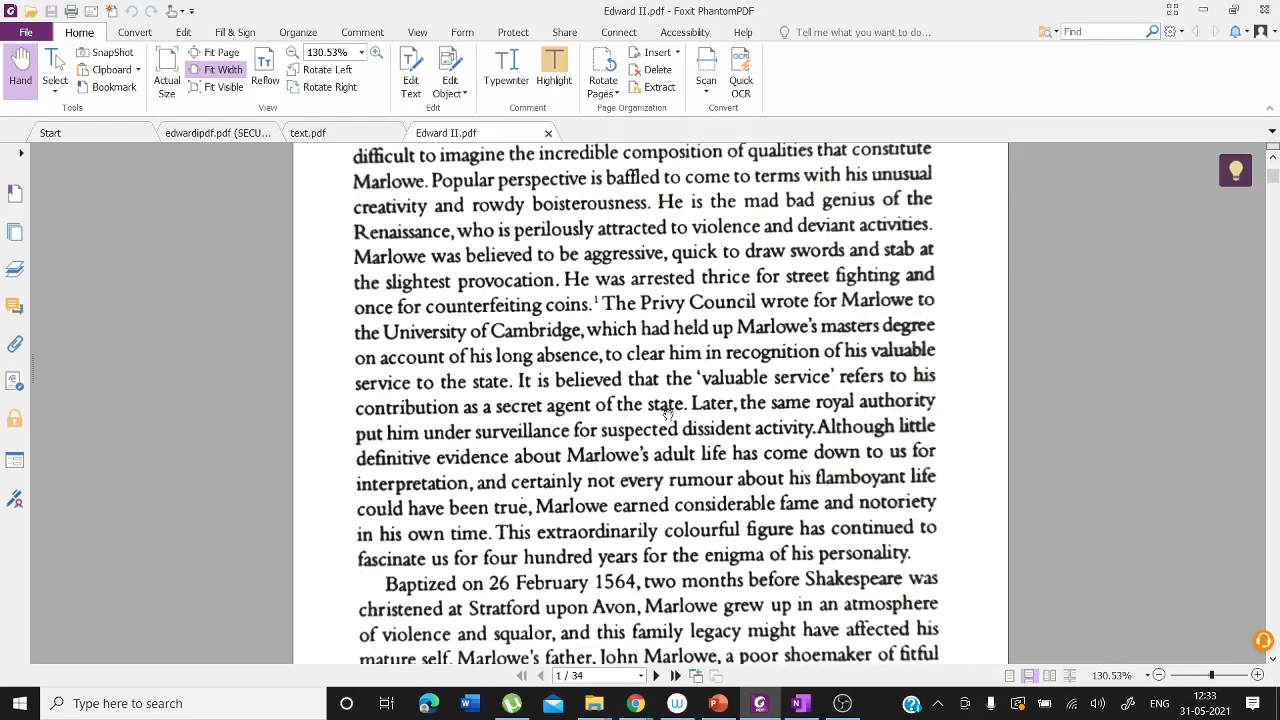 Edward II.pdf - Foxit PhantomPDF
File Home Convert Edit Fill & Sign Organize Comment View Form Protect Share Connect Accessibility Help Tell me what you want to do... Find
Hand
Select
SnapShot
Clipboard
Bookmark
Tools
Actual Size
Fit Page
Fit Width
Fit Visible
Reflow
130.53%
Rotate Left
Rotate Right
View
Edit Text
Edit Object
Edit
Typewriter
Highlight
Comment
Rotate Pages
Insert
Delete
Extract
Page Organization
Scan
Quick OCR
Convert
Start edwardipdf.pdf (SECU... text.pdf Edward II.pdf
difficult to imagine the incredible composition of qualities that constitute
Marlowe. Popular perspective is baffled to come to terms with his unusual
creativity and rowdy boisterousness. He is the mad bad genius of the
Renaissance, who is perilously attracted to violence and deviant activities.
Marlowe was believed to be aggressive, quick to draw swords and stab at
the slightest provocation. He was arrested thrice for street fighting and
once for counterfeiting coins.¹ The Privy Council wrote for Marlowe to
the University of Cambridge, which had held up Marlowe's masters degree
on account of his long absence, to clear him in recognition of his valuable
service to the state. It is believed that the 'valuable service' refers to his
contribution as a secret agent of the state. Later, the same royal authority
put him under surveillance for suspected dissident activity. Although little
definitive evidence about Marlowe's adult life has come down to us for
interpretation, and certainly not every rumour about his flamboyant life
could have been true, Marlowe earned considerable fame and notoriety
in his own time. This extraordinarily colourful figure has continued to
fascinate us for four hundred years for the enigma of his personality.
Baptized on 26 February 1564, two months before Shakespeare was
christened at Stratford upon Avon, Marlowe grew up in an atmosphere
of violence and squalor, and this family legacy might have affected his
mature self. Marlowe's father, John Marlowe, a poor shoemaker of fitful
1 / 34
130.53%
Type here to search
ENG
12:33
31-05-2021